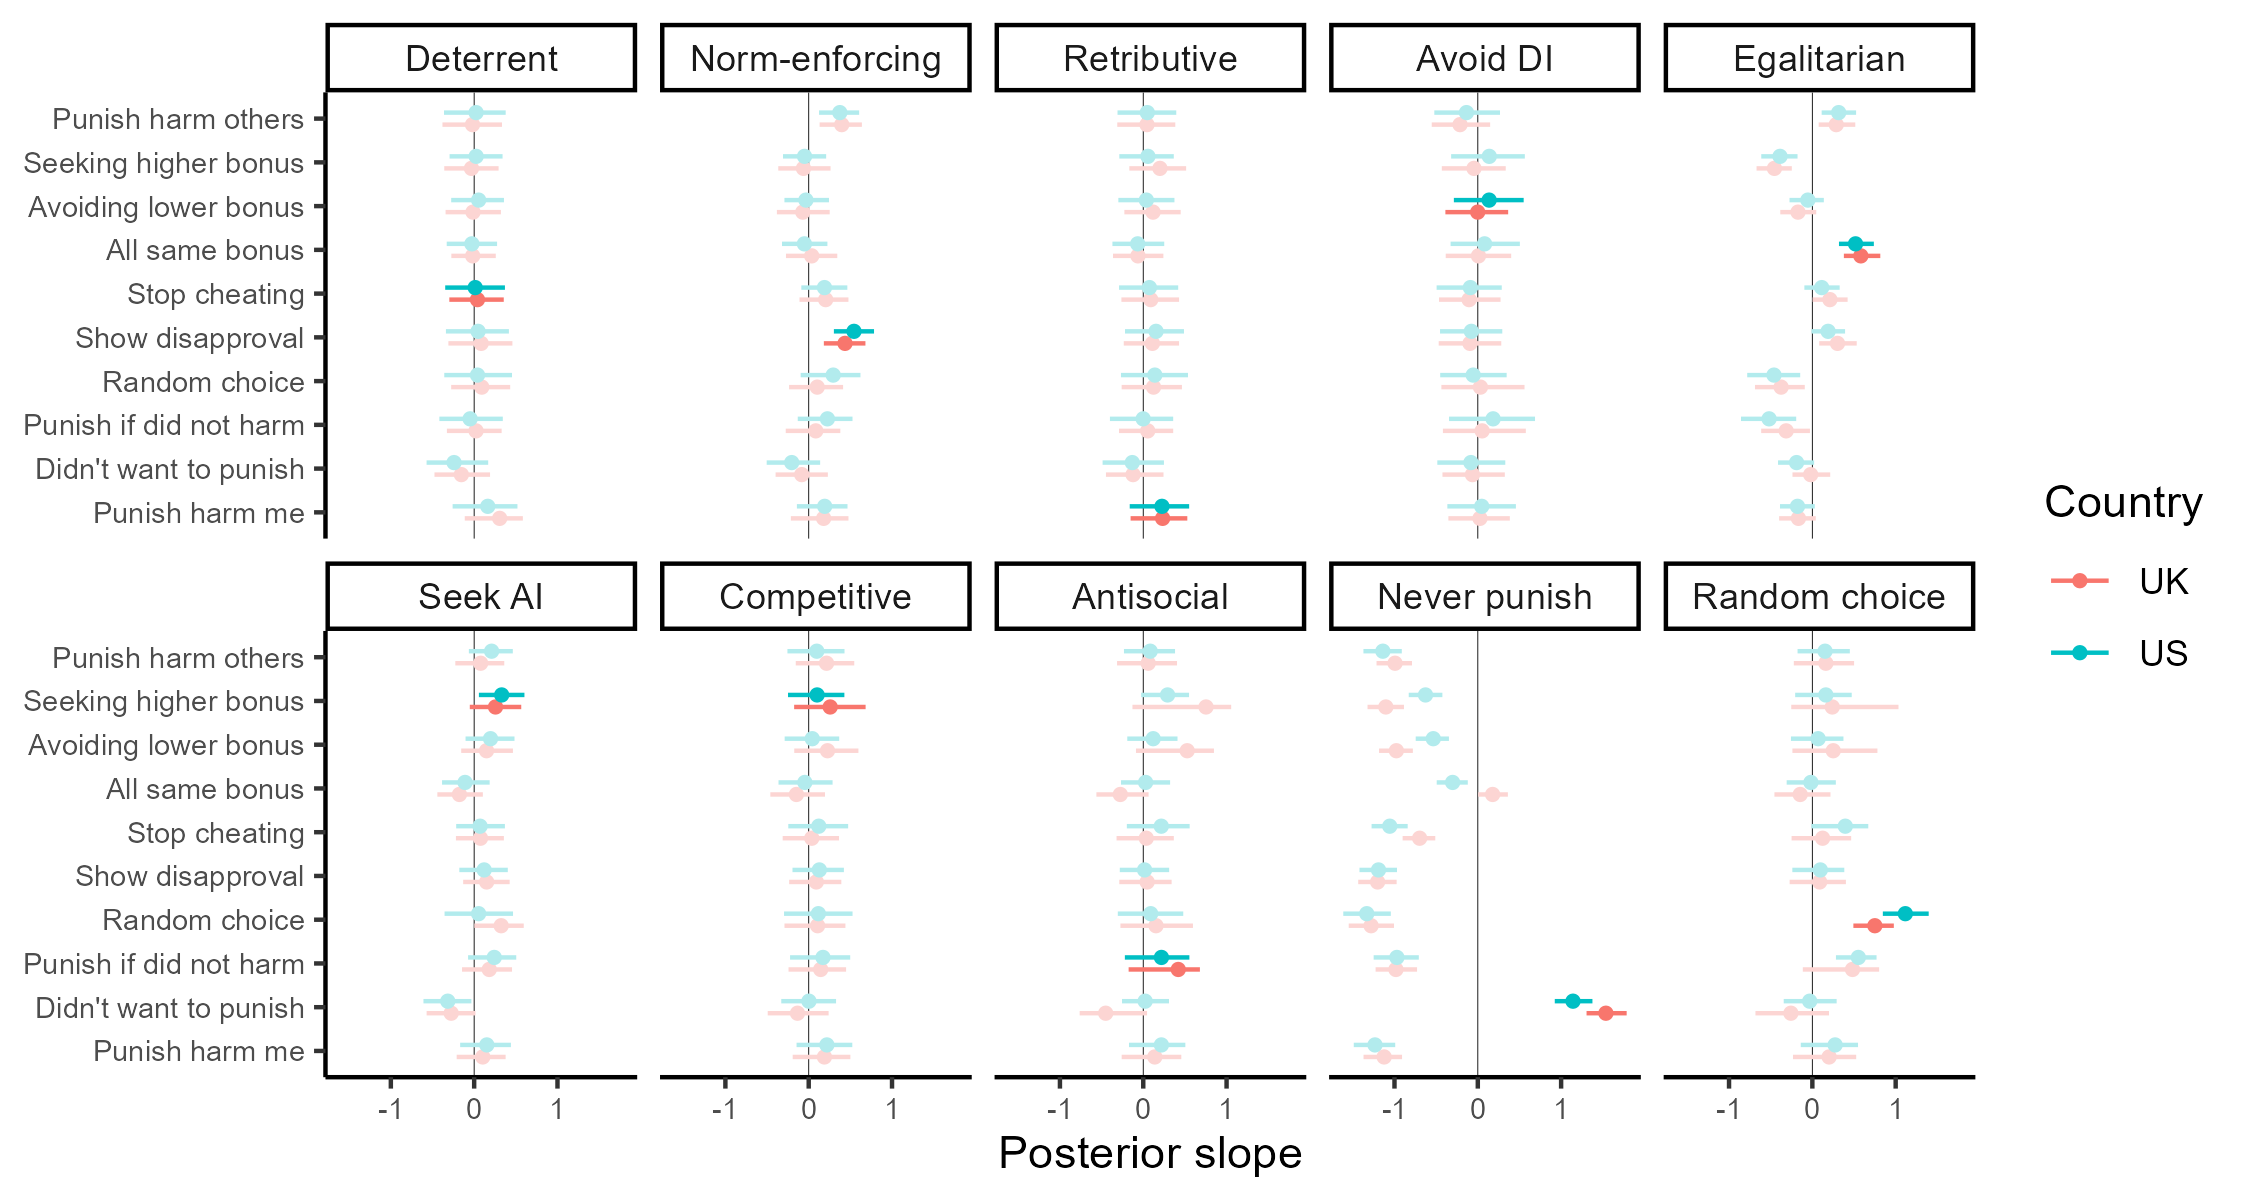 Deterrent
Norm-enforcing
Retributive
Avoid DI
Egalitarian
Punish harm others
Seeking higher bonus
Avoiding lower bonus
All same bonus
Stop cheating
Show disapproval
Random choice
Punish if did not harm
Didn't want to punish
Punish harm me
Seek AI
Competitive
Antisocial
Never punish
Random choice
Punish harm others
Seeking higher bonus
Avoiding lower bonus
All same bonus
Stop cheating
Show disapproval
Random choice
Punish if did not harm
Didn't want to punish
Punish harm me
-1 0 1
-1 0 1
-1 0 1
-1 0 1
-1 0 1
Posterior slope
Country
UK
US